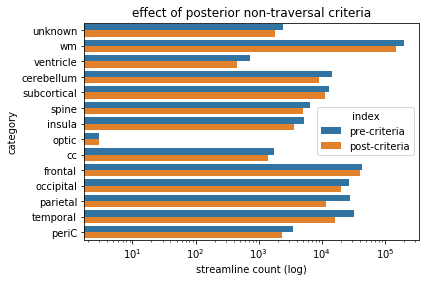 effect of posterior non-traversal criteria
category
unknown
wm
ventricle
cerebellum
subcortical
spine
insula
optic
cc
frontal
occipital
parietal
temporal
periC
index
pre-criteria
post-criteria
10¹ 10² 10³ 10⁴ 10⁵
streamline count (log)